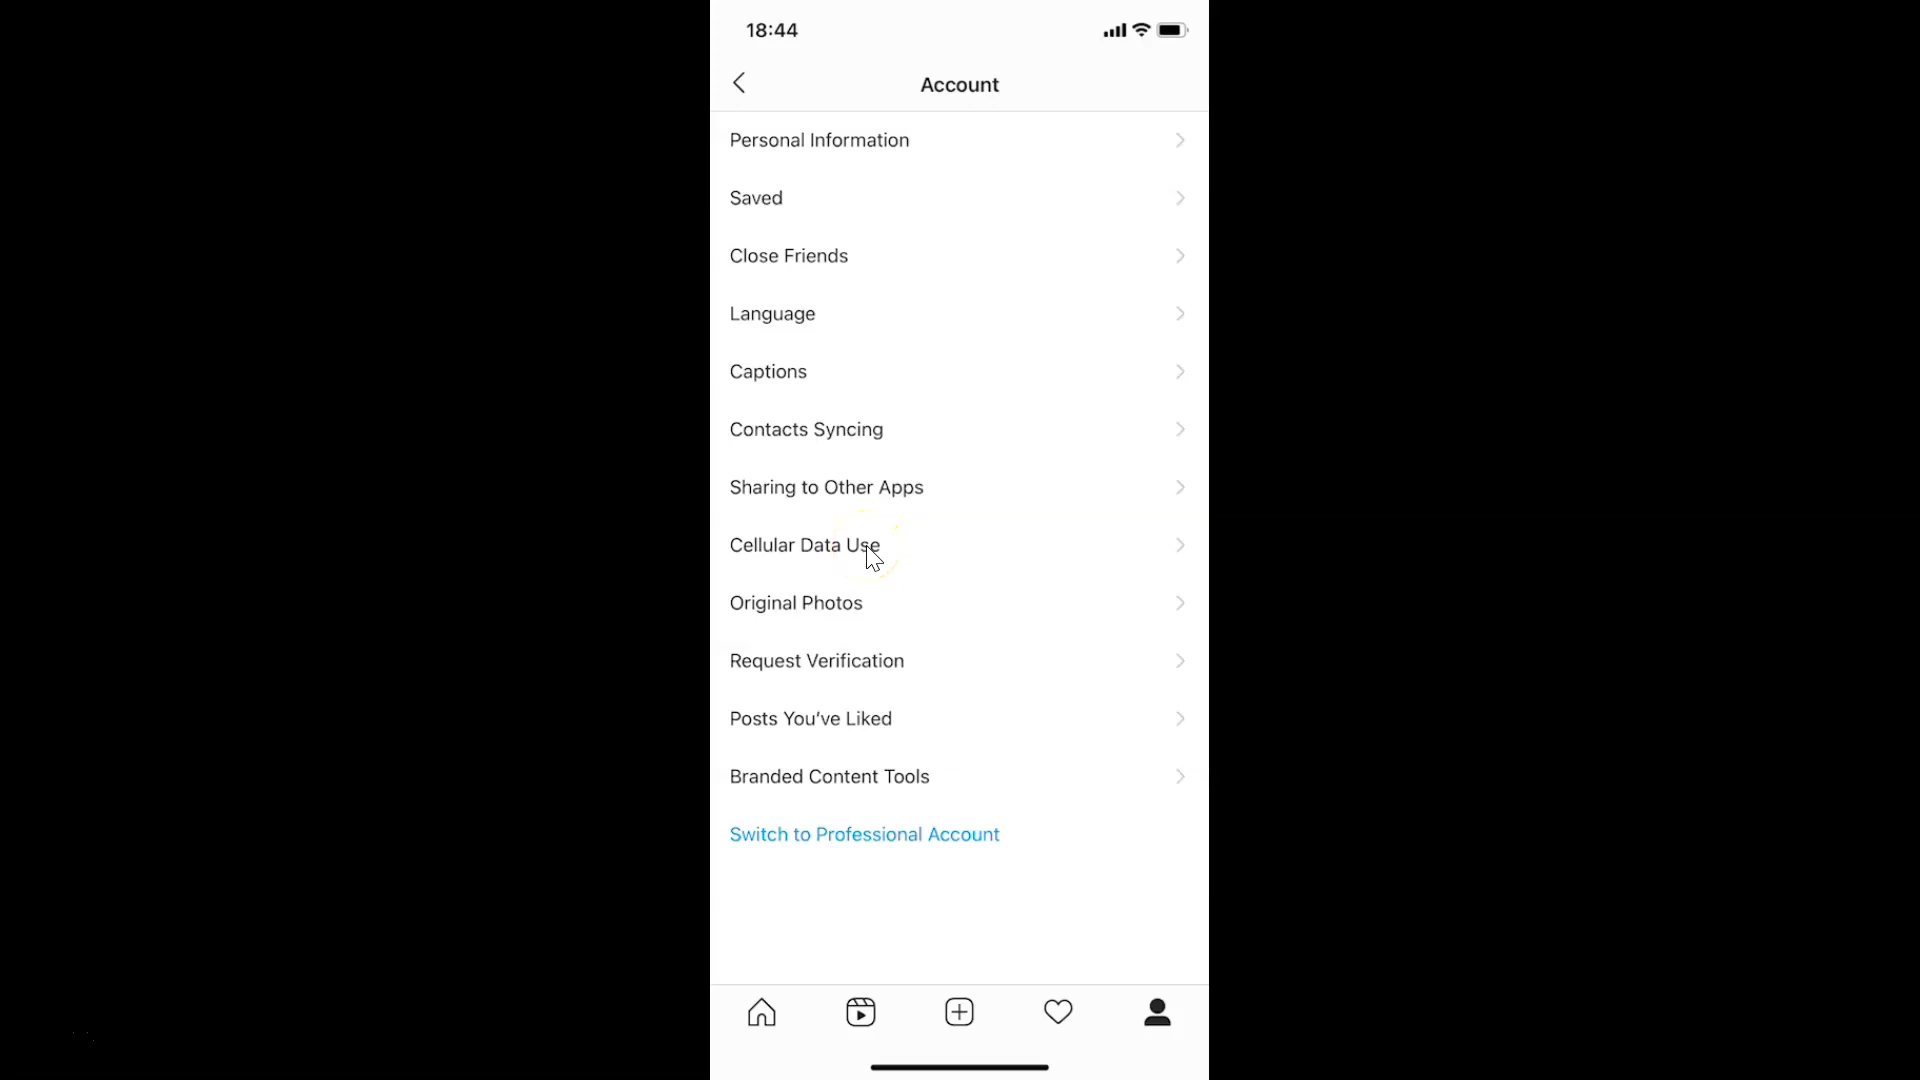 18:44
Account
Personal Information
Saved
Close Friends
Language
Captions
Contacts Syncing
Sharing to Other Apps
Cellular Data Use
Original Photos
Request Verification
Posts You’ve Liked
Branded Content Tools
Switch to Professional Account